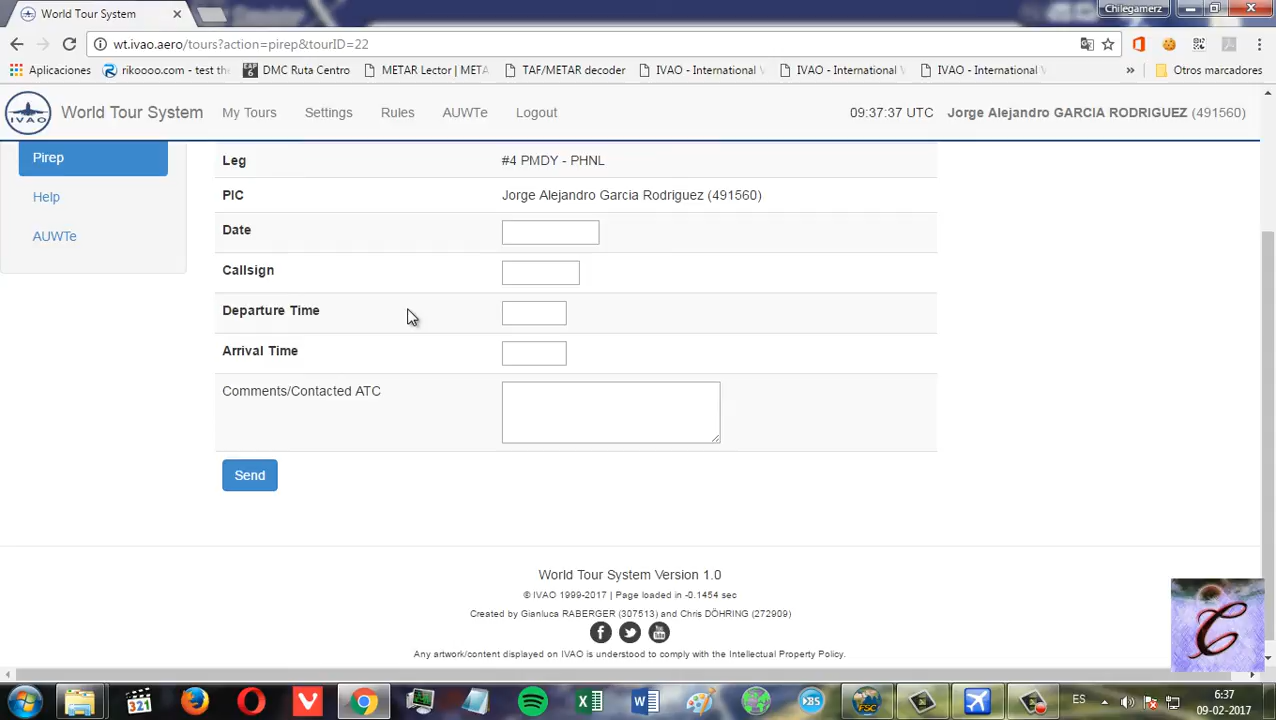 World Tour System
Chilegamerz
wt.ivao.aero/tours?action=pirep&tourID=22
Aplicaciones
rikoooo.com - test the
DMC Ruta Centro
METAR Lector | META
TAF/METAR decoder
IVAO - International V
IVAO - International V
IVAO - International V
»
Otros marcadores
IVAO
World Tour System
My Tours
Settings
Rules
AUWTe
Logout
09:37:37 UTC
Jorge Alejandro GARCIA RODRIGUEZ (491560)
Pirep
Help
AUWTe
Leg #4 PMDY - PHNL
PIC Jorge Alejandro Garcia Rodriguez (491560)
Date
Callsign
Departure Time
Arrival Time
Comments/Contacted ATC
Send
World Tour System Version 1.0
© IVAO 1999-2017 | Page loaded in -0.1454 sec
Created by Gianluca RABERGER (307513) and Chris DÖHRING (272909)
Any artwork/content displayed on IVAO is understood to comply with the Intellectual Property Policy.
C
321
FSC
ES
6:37
09-02-2017